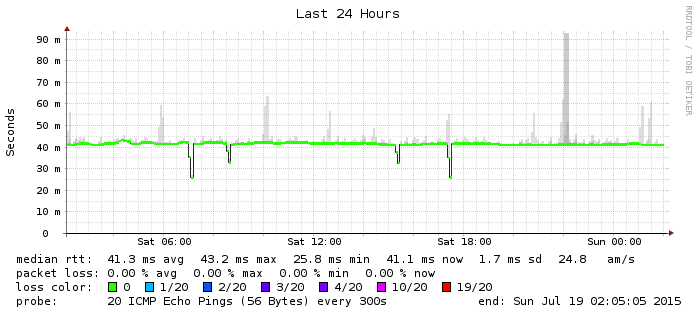 Last 24 Hours
RRDTOOL / TOBI OETIKER
Seconds
90 m
80 m
70 m
60 m
50 m
40 m
30 m
20 m
10 m
0
Sat 06:00 Sat 12:00 Sat 18:00 Sun 00:00
median rtt: 41.3 ms avg 43.2 ms max 25.8 ms min 41.1 ms now 1.7 ms sd 24.8 am/s
packet loss: 0.00 % avg 0.00 % max 0.00 % min 0.00 % now
loss color: 0 1/20 2/20 3/20 4/20 10/20 19/20
probe: 20 ICMP Echo Pings (56 Bytes) every 300s end: Sun Jul 19 02:05:05 2015